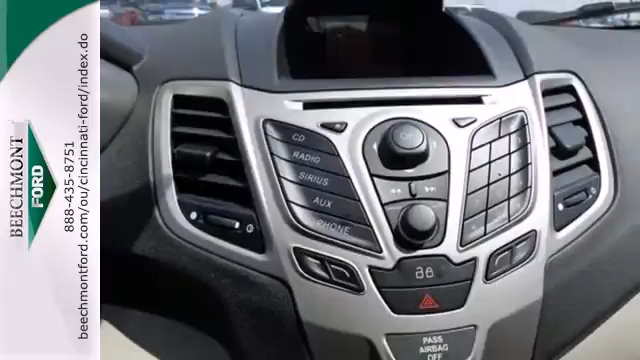 BEECHMONT
FORD
888-435-8751
beechmontford.com/ou/cincinnati-ford/index.do
CD
RADIO
SIRIUS
AUX
PHONE
OK
PASS
AIRBAG
OFF